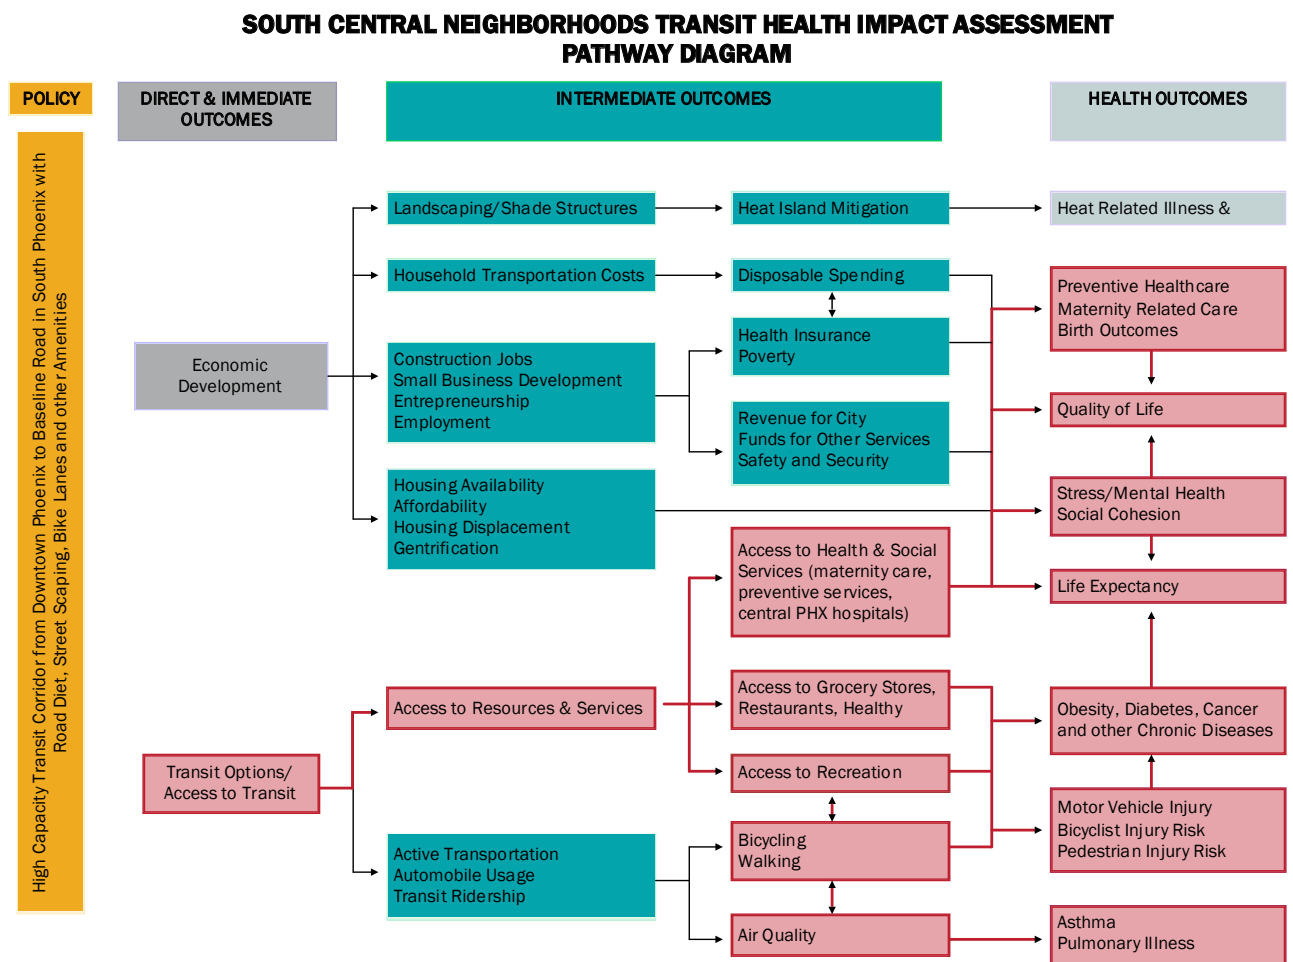 SOUTH CENTRAL NEIGHBORHOODS TRANSIT HEALTH IMPACT ASSESSMENT
PATHWAY DIAGRAM
POLICY
DIRECT & IMMEDIATE
OUTCOMES
INTERMEDIATE OUTCOMES
HEALTH OUTCOMES
High Capacity Transit Corridor from Downtown Phoenix to Baseline Road in South Phoenix with
Road Diet, Street Scaping, Bike Lanes and other Amenities
Economic
Development
Transit Options/
Access to Transit
Landscaping/Shade Structures
Household Transportation Costs
Construction Jobs
Small Business Development
Entrepreneurship
Employment
Housing Availability
Affordability
Housing Displacement
Gentrification
Access to Resources & Services
Active Transportation
Automobile Usage
Transit Ridership
Heat Island Mitigation
Disposable Spending
Health Insurance
Poverty
Revenue for City
Funds for Other Services
Safety and Security
Access to Health & Social
Services (maternity care,
preventive services,
central PHX hospitals)
Access to Grocery Stores,
Restaurants, Healthy
Access to Recreation
Bicycling
Walking
Air Quality
Heat Related Illness &
Preventive Healthcare
Maternity Related Care
Birth Outcomes
Quality of Life
Stress/Mental Health
Social Cohesion
Life Expectancy
Obesity, Diabetes, Cancer
and other Chronic Diseases
Motor Vehicle Injury
Bicyclist Injury Risk
Pedestrian Injury Risk
Asthma
Pulmonary Illness